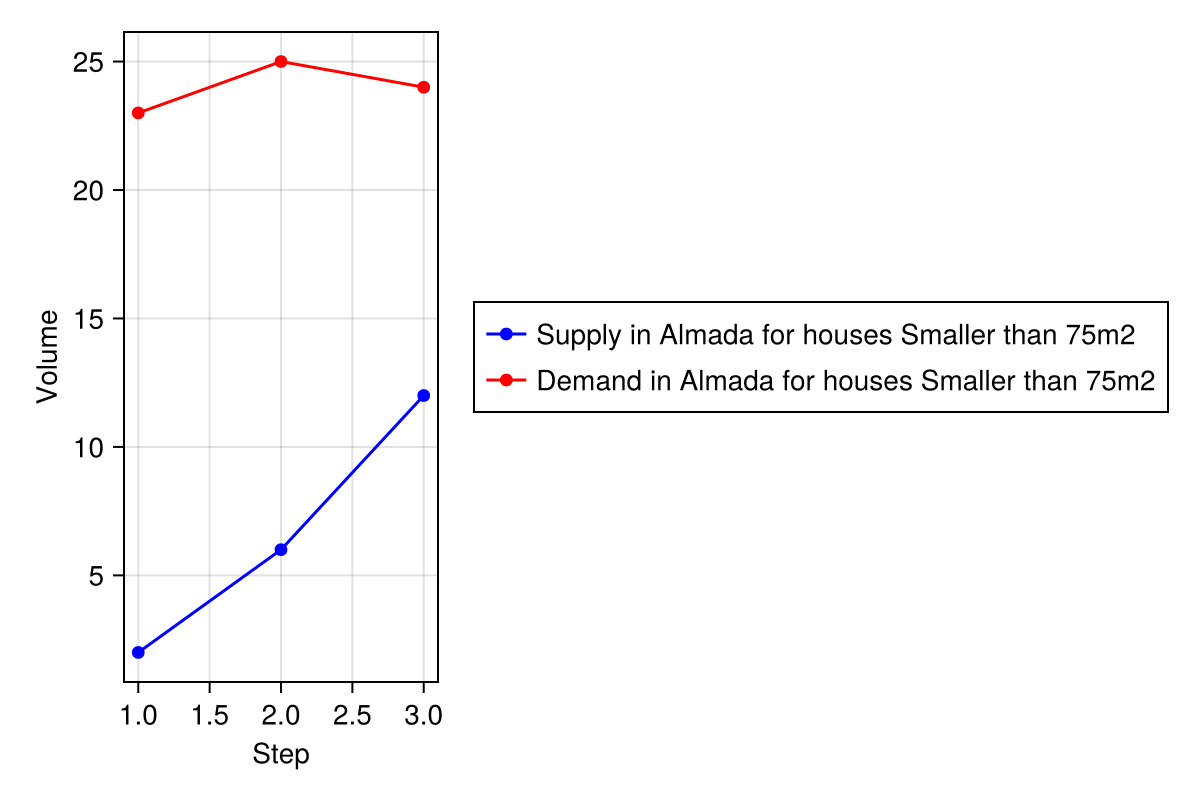 25
20
15
10
5
Volume
1.0 1.5 2.0 2.5 3.0
Step
Supply in Almada for houses Smaller than 75m2
Demand in Almada for houses Smaller than 75m2